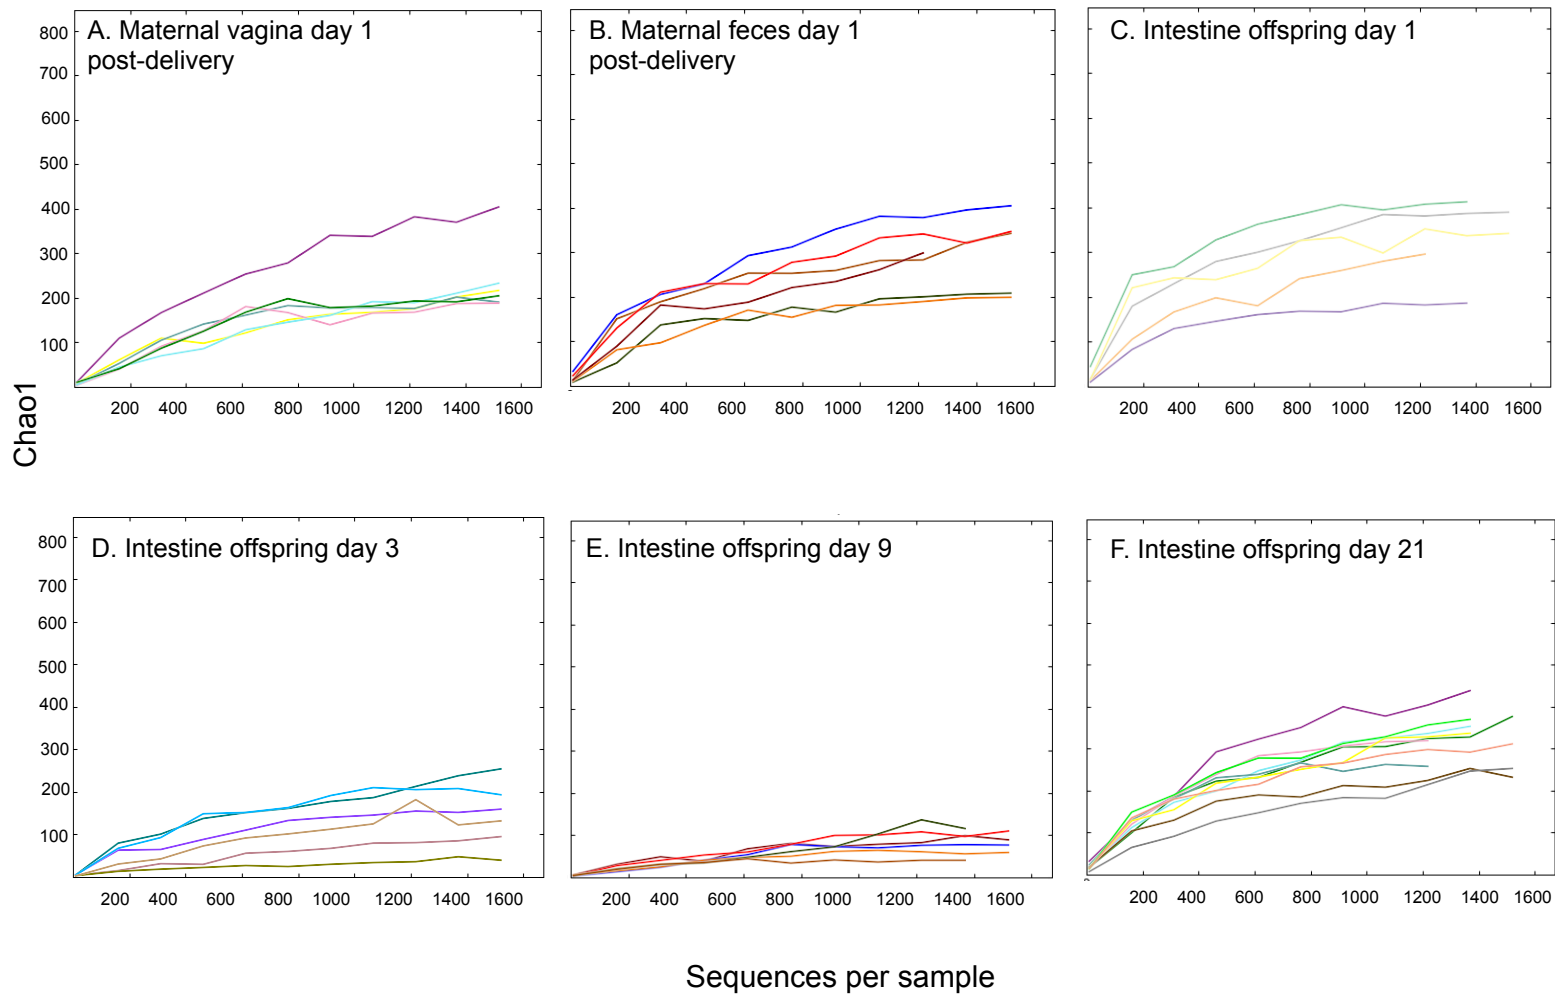 A. Maternal vagina day 1
post-delivery
B. Maternal feces day 1
post-delivery
C. Intestine offspring day 1
800
700
600
500
400
300
200
100
200 400 600 800 1000 1200 1400 1600
200 400 600 800 1000 1200 1400 1600
200 400 600 800 1000 1200 1400 1600
Chao1
D. Intestine offspring day 3
E. Intestine offspring day 9
F. Intestine offspring day 21
800
700
600
500
400
300
200
100
200 400 600 800 1000 1200 1400 1600
200 400 600 800 1000 1200 1400 1600
200 400 600 800 1000 1200 1400 1600
Sequences per sample